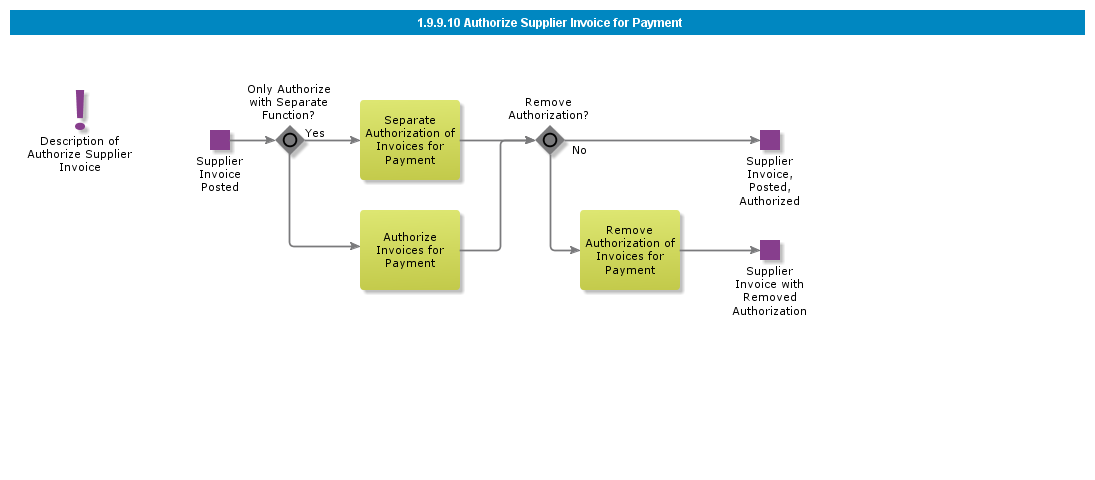 1.9.9.10 Authorize Supplier Invoice for Payment
Description of
Authorize Supplier
Invoice
Supplier
Invoice
Posted
Only Authorize
with Separate
Function?
Yes
Separate
Authorization of
Invoices for
Payment
Authorize
Invoices for
Payment
Remove
Authorization?
No
Remove
Authorization of
Invoices for
Payment
Supplier
Invoice,
Posted,
Authorized
Supplier
Invoice with
Removed
Authorization